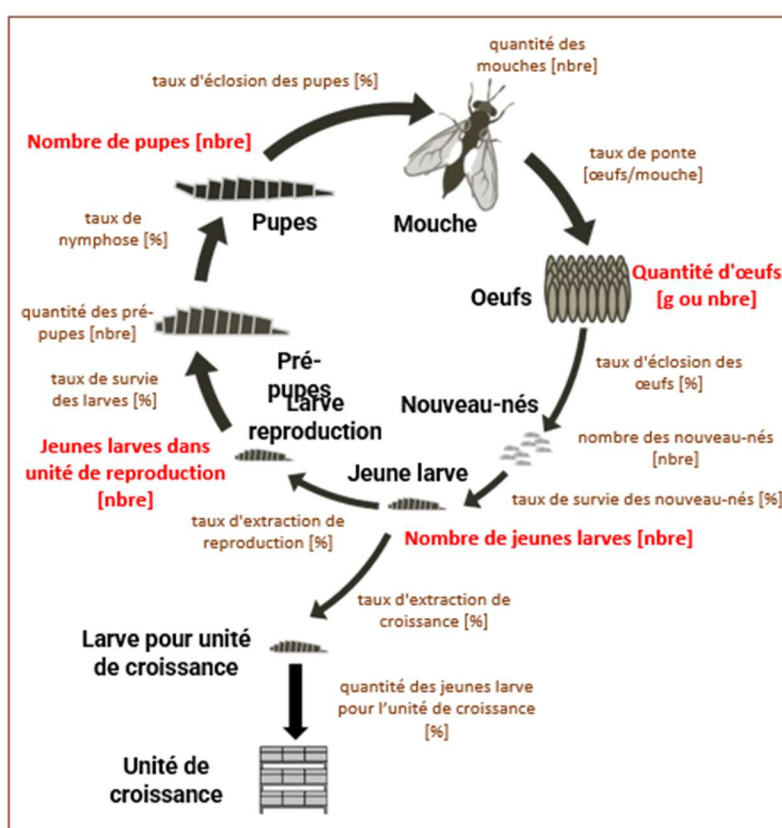 quantité des
mouches [nbre]
taux d'éclosion des pupes [%]
Nombre de pupes [nbre]
taux de ponte
[œufs/mouche]
Pupes
Mouche
taux de
nymphose [%]
Quantité d'œufs
[g ou nbre]
Oeufs
quantité des pré-
pupes [nbre]
Pré-
pupes
taux d'éclosion des
œufs [%]
taux de survie
des larves [%]
Larve
reproduction
Nouveau-nés
Jeunes larves dans
unité de reproduction
[nbre]
nombre des nouveau-nés
[nbre]
Jeune larve
taux de survie des nouveau-nés [%]
taux d'extraction de
reproduction [%]
Nombre de jeunes larves [nbre]
taux d'extraction de
croissance [%]
Larve pour unité
de croissance
quantité des jeunes larve
pour l'unité de croissance
[%]
Unité de
croissance